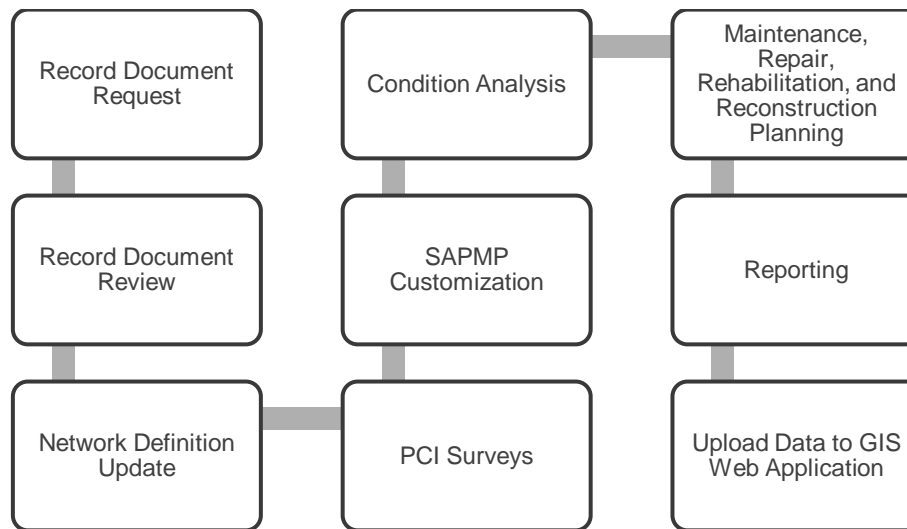 Record Document
Request
Record Document
Review
Network Definition
Update
PCI Surveys
SAPMP
Customization
Condition Analysis
Maintenance,
Repair,
Rehabilitation, and
Reconstruction
Planning
Reporting
Upload Data to GIS
Web Application